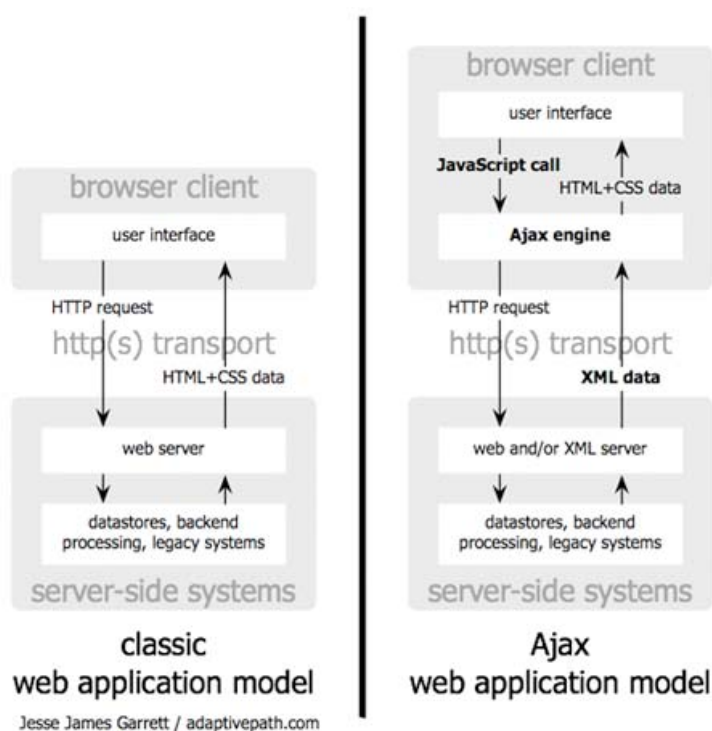 browser client
user interface
HTTP request
http(s) transport
HTML+CSS data
web server
datastores, backend
processing, legacy systems
server-side systems
classic
web application model
Jesse James Garrett / adaptivepath.com
browser client
user interface
JavaScript call
HTML+CSS data
Ajax engine
HTTP request
http(s) transport
XML data
web and/or XML server
datastores, backend
processing, legacy systems
server-side systems
Ajax
web application model